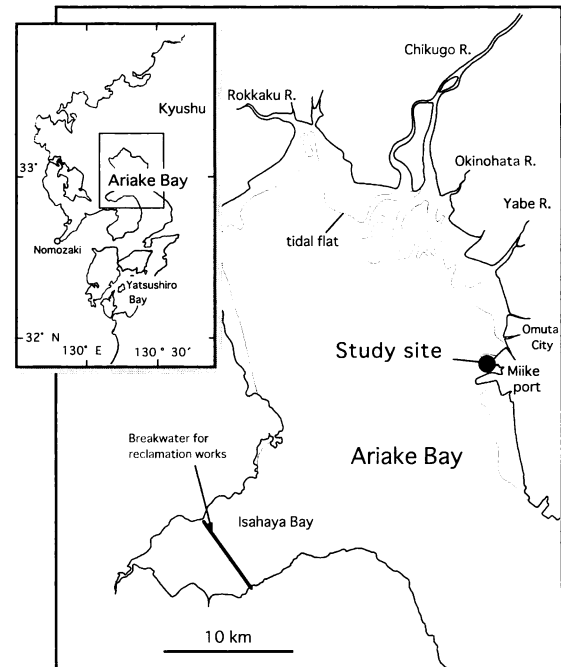 Chikugo R.
Rokkaku R.
Kyushu
Okinohata R.
33°
Ariake Bay
Yabe R.
tidal flat
Nomozaki
Yatsushiro
Bay
Omuta
City
32° N
Study site
130° E
130° 30'
Miike
port
Breakwater for
reclamation works
Ariake Bay
Isahaya Bay
10 km